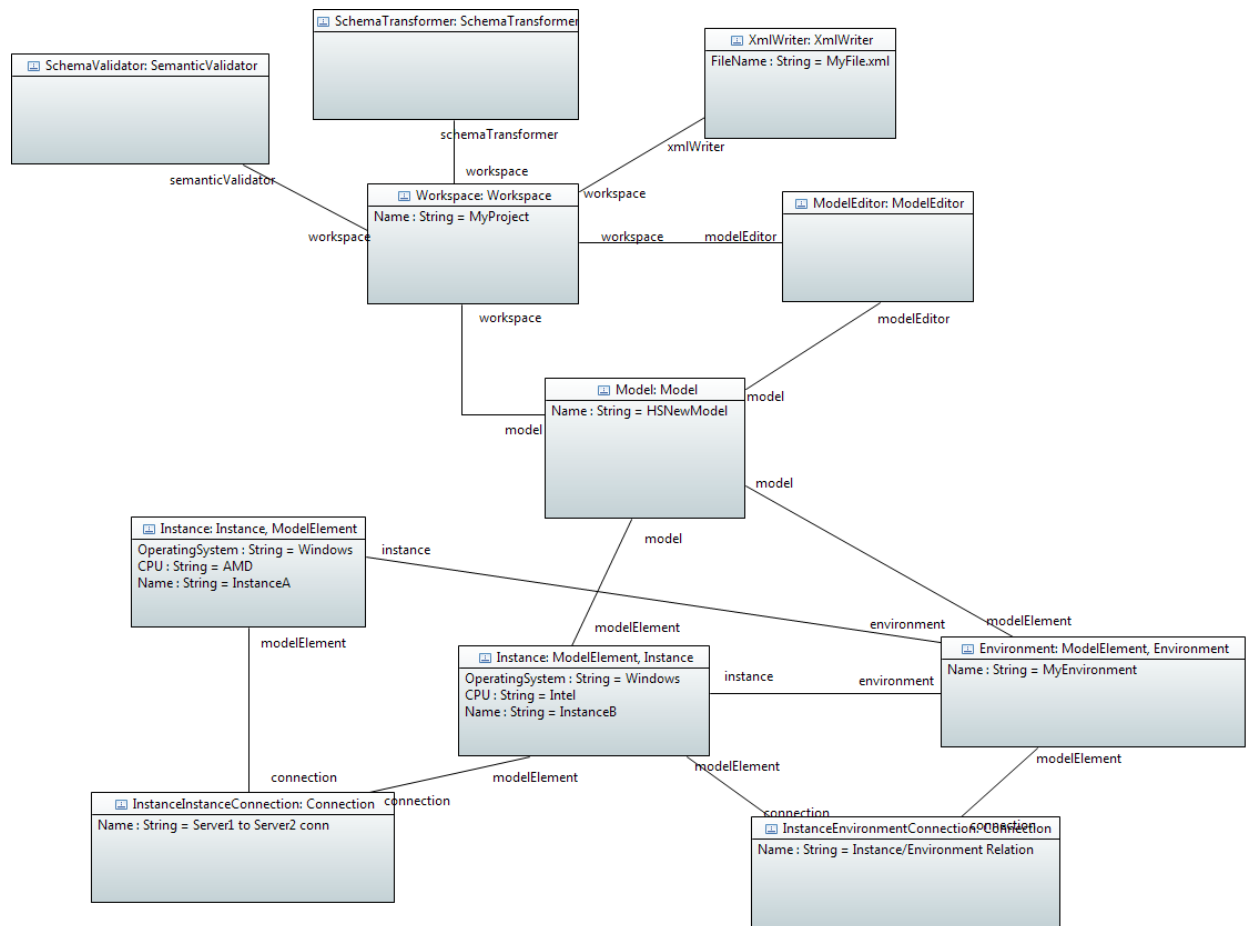 SchemaTransformer: SchemaTransformer
XmlWriter: XmlWriter
FileName : String = MyFile.xml
SchemaValidator: SemanticValidator
schemaTransformer
xmlWriter
semanticValidator
workspace
workspace
Workspace: Workspace
Name : String = MyProject
ModelEditor: ModelEditor
workspace
workspace
modelEditor
workspace
modelEditor
Model: Model
Name : String = HSNewModel
model
model
model
Instance: Instance, ModelElement
OperatingSystem : String = Windows
CPU : String = AMD
Name : String = InstanceA
instance
model
environment
modelElement
modelElement
modelElement
Instance: ModelElement, Instance
OperatingSystem : String = Windows
CPU : String = Intel
Name : String = InstanceB
instance
environment
Environment: ModelElement, Environment
Name : String = MyEnvironment
modelElement
modelElement
modelElement
connection
connection
InstanceInstanceConnection: Connection
Name : String = Server1 to Server2 conn
connection
connection
InstanceEnvironmentConnection: Connection
Name : String = Instance/Environment Relation